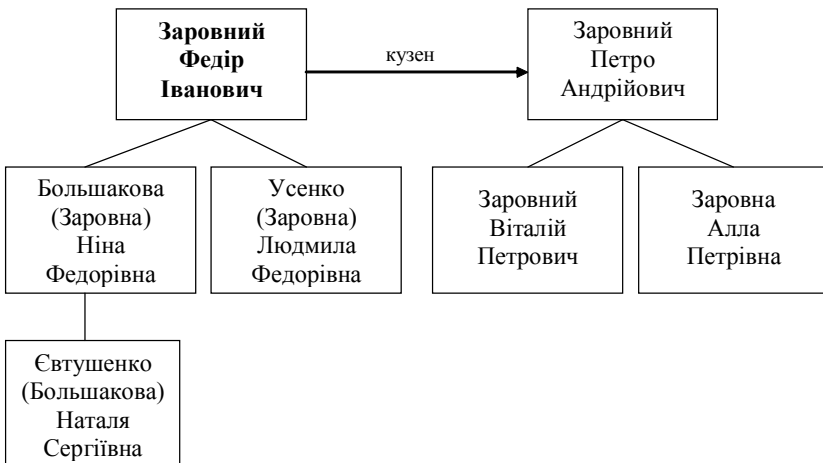 Заровний
Федір
Іванович
кузен
Заровний
Петро
Андрійович
Большакова
(Заровна)
Ніна
Федорівна
Усенко
(Заровна)
Людмила
Федорівна
Заровний
Віталій
Петрович
Заровна
Алла
Петрівна
Євтушенко
(Большакова)
Наталя
Сергіївна